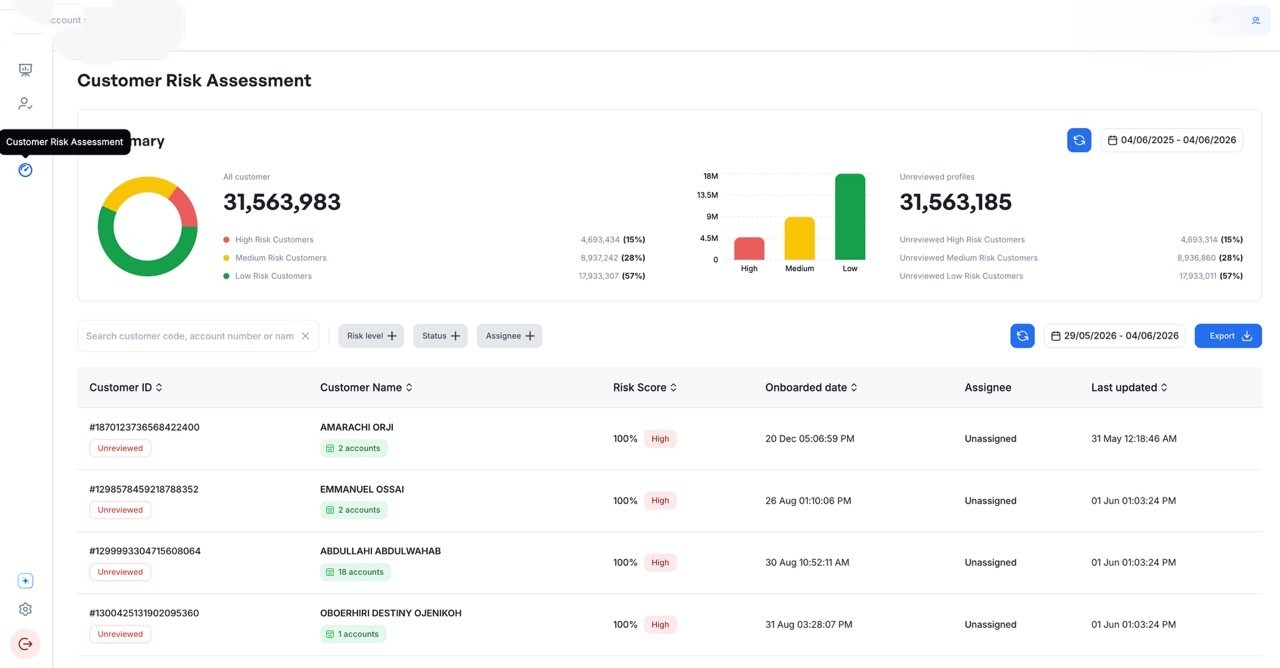 ccount
Customer Risk Assessment
Customer Risk Assessment
mary
04/06/2025 - 04/06/2026
All customer
31,563,983
High Risk Customers 4,693,434 (15%)
Medium Risk Customers 8,937,242 (28%)
Low Risk Customers 17,933,307 (57%)
18M
13.5M
9M
4.5M
0
High Medium Low
Unreviewed profiles
31,563,185
Unreviewed High Risk Customers 4,693,314 (15%)
Unreviewed Medium Risk Customers 8,936,860 (28%)
Unreviewed Low Risk Customers 17,933,011 (57%)
Search customer code, account number or nam
Risk level
Status
Assignee
29/05/2026 - 04/06/2026
Export
Customer ID Customer Name Risk Score Onboarded date Assignee Last updated
#1870123736568422400 AMARACHI ORJI
100% High 20 Dec 05:06:59 PM Unassigned 31 May 12:18:46 AM
Unreviewed 2 accounts
#1298578459218788352 EMMANUEL OSSAI
100% High 26 Aug 01:10:06 PM Unassigned 01 Jun 01:03:24 PM
Unreviewed 2 accounts
#1299993304715608064 ABDULLAHI ABDULWAHAB
100% High 30 Aug 10:52:11 AM Unassigned 01 Jun 01:03:24 PM
Unreviewed 18 accounts
#1300425131902095360 OBOERHIRI DESTINY OJENIKOH
100% High 31 Aug 03:28:07 PM Unassigned 01 Jun 01:03:24 PM
Unreviewed 1 accounts